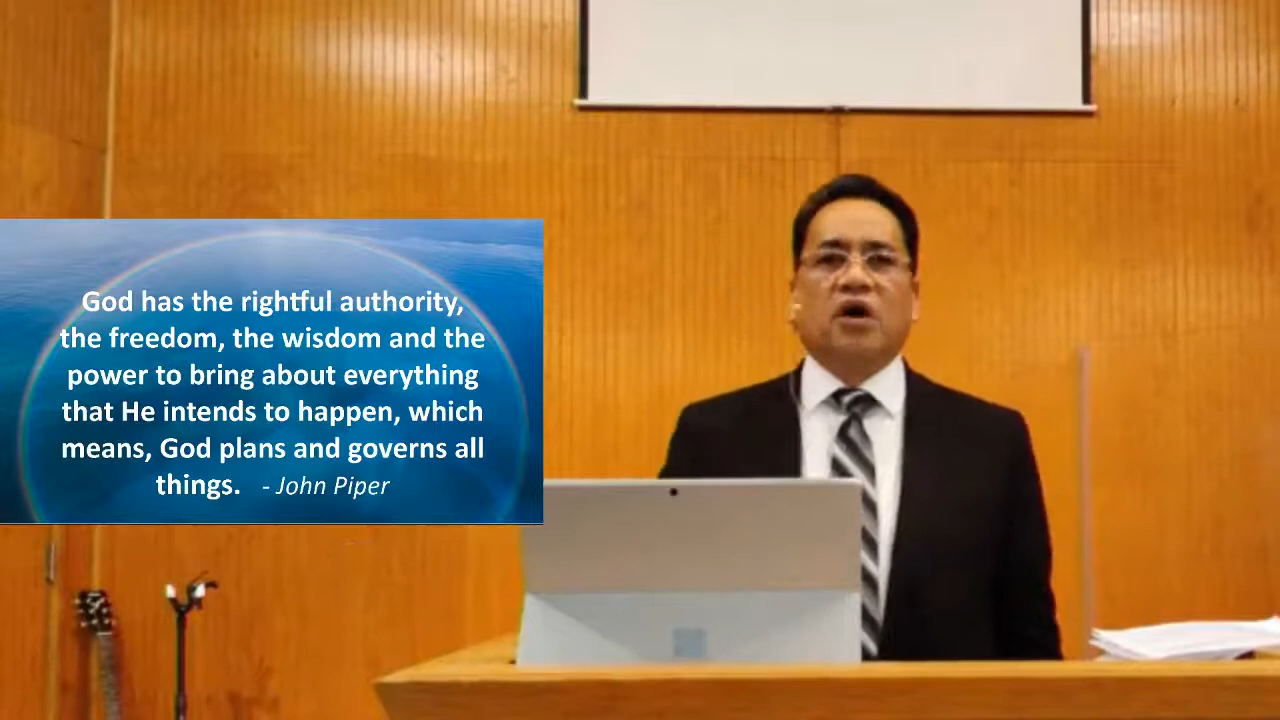 God has the rightful authority,
the freedom, the wisdom and the
power to bring about everything
that He intends to happen, which
means, God plans and governs all
things. - John Piper